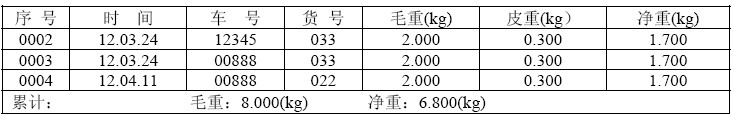 序 号 时 间 车 号 货 号 毛重(kg) 皮重(kg） 净重(kg)
0002 12.03.24 12345 033 2.000 0.300 1.700
0003 12.03.24 00888 033 2.000 0.300 1.700
0004 12.04.11 00888 022 2.000 0.300 1.700
累计： 毛重：8.000(kg) 净重：6.800(kg)